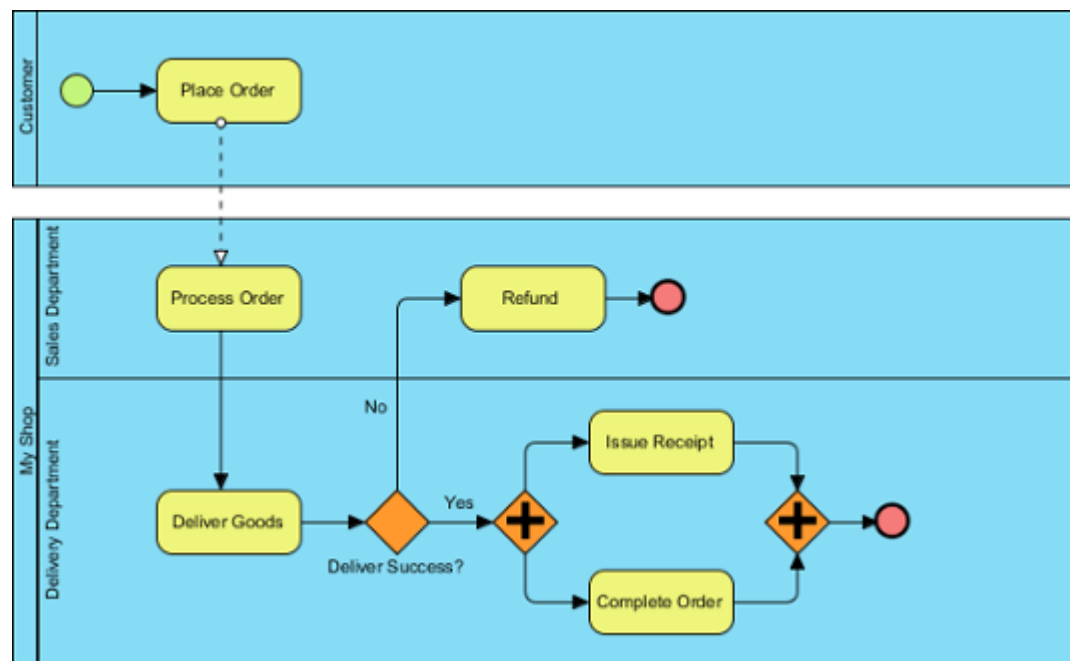 Customer
Place Order
My Shop
Sales Department
Process Order
Refund
No
Delivery Department
Issue Receipt
Yes
Deliver Goods
Deliver Success?
Complete Order